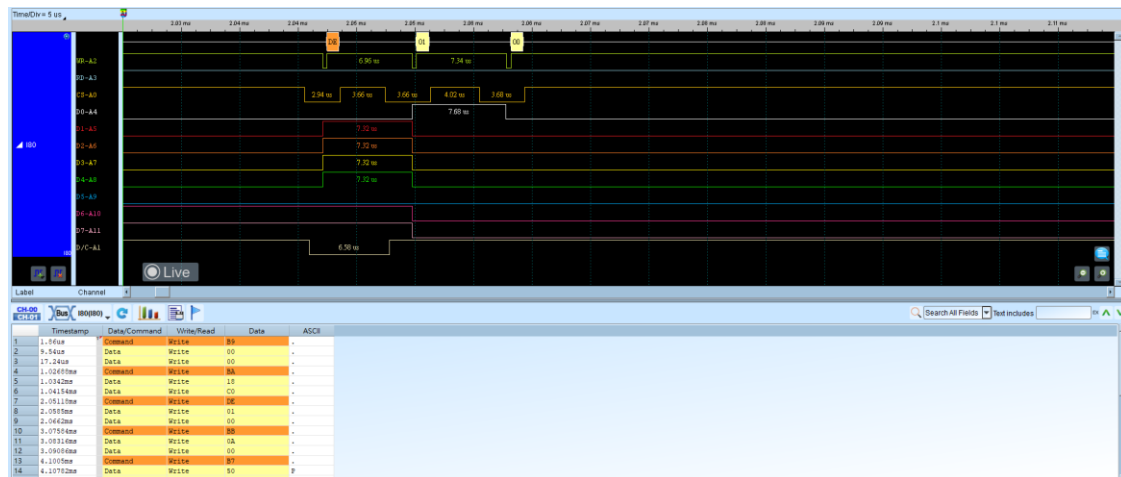 Time/Div = 5 us
2.03 ms 2.04 ms 2.04 ms 2.05 ms 2.05 ms 2.06 ms 2.06 ms 2.07 ms 2.07 ms 2.08 ms 2.08 ms 2.09 ms 2.09 ms 2.1 ms 2.1 ms 2.11 ms
DE 01 00
WR-A2 6.96 us 7.34 us
RD-A3
CS-A0 2.94 us 3.66 us 3.66 us 4.02 us 3.68 us
D0-A4 7.68 us
D1-A5 7.32 us
I80 D2-A6 7.32 us
D3-A7 7.32 us
D4-A8 7.32 us
D5-A9
D6-A10
D7-A11
D/C-A1 6.58 us
Live
Label Channel
CH-00
CH-01 Bus I80(I80) Search All Fields Text includes
Timestamp Data/Command Write/Read Data ASCII
1 1.86us Command Write B9 .
2 9.54us Data Write 00 .
3 17.24us Data Write 00 .
4 1.02688ms Command Write BA .
5 1.0342ms Data Write 18 .
6 1.04154ms Data Write C0 .
7 2.05118ms Command Write DE .
8 2.0585ms Data Write 01 .
9 2.0662ms Data Write 00 .
10 3.07584ms Command Write BB .
11 3.08316ms Data Write 0A .
12 3.09086ms Data Write 00 .
13 4.1005ms Command Write B7 .
14 4.10782ms Data Write 50 P